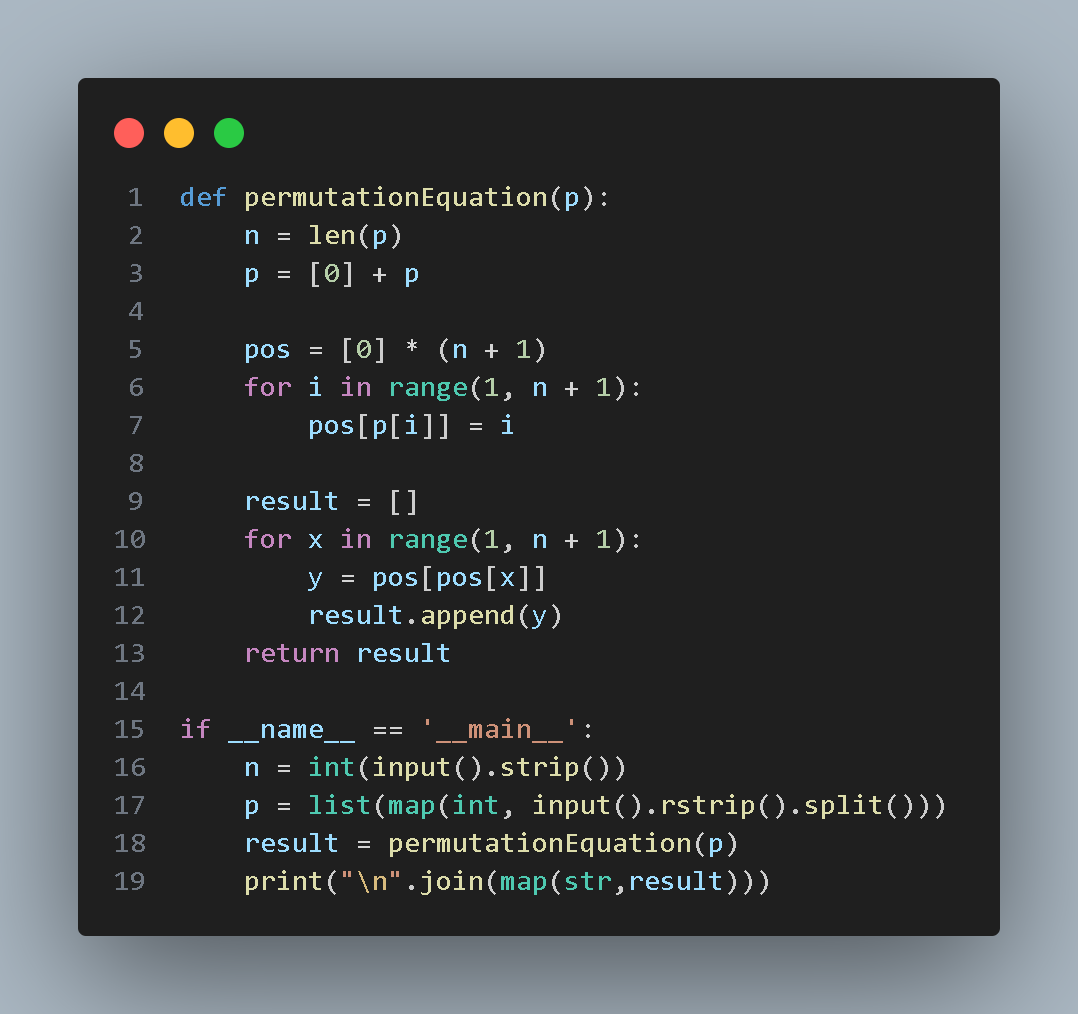 1 def permutationEquation(p):
2     n = len(p)
3     p = [0] + p
4
5     pos = [0] * (n + 1)
6     for i in range(1, n + 1):
7         pos[p[i]] = i
8
9     result = []
10     for x in range(1, n + 1):
11         y = pos[pos[x]]
12         result.append(y)
13     return result
14
15 if __name__ == '__main__':
16     n = int(input().strip())
17     p = list(map(int, input().rstrip().split()))
18     result = permutationEquation(p)
19     print("\n".join(map(str,result)))